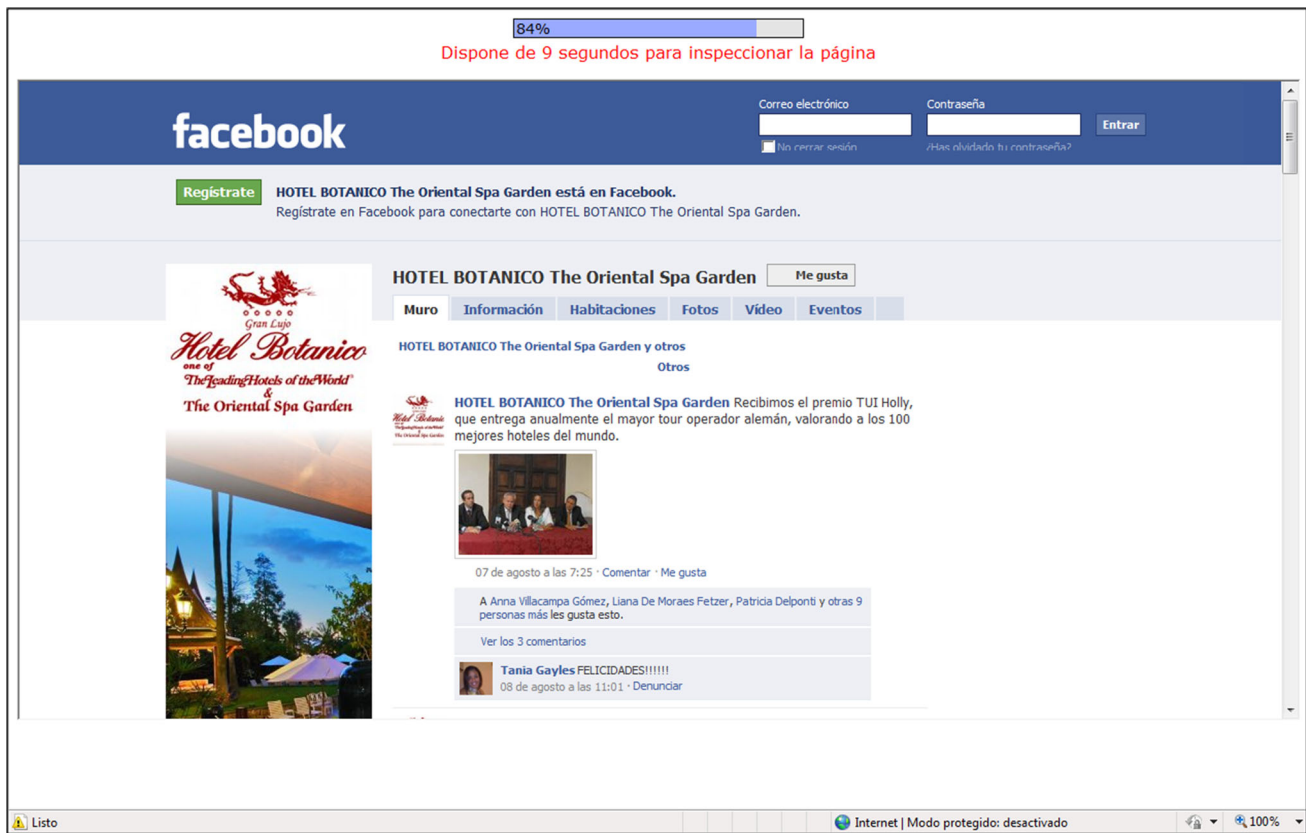 84%
Dispone de 9 segundos para inspeccionar la página
facebook
Correo electrónico
Contraseña
Entrar
No cerrar sesión
¿Has olvidado tu contraseña?
Regístrate
HOTEL BOTANICO The Oriental Spa Garden está en Facebook.
Regístrate en Facebook para conectarte con HOTEL BOTANICO The Oriental Spa Garden.
Gran Lujo
Hotel Botanico
one of
The Leading Hotels of the World
&
The Oriental Spa Garden
HOTEL BOTANICO The Oriental Spa Garden
Me gusta
Muro Información Habitaciones Fotos Vídeo Eventos
HOTEL BOTANICO The Oriental Spa Garden y otros
Otros
Hotel Botanico
The Oriental Spa Garden
HOTEL BOTANICO The Oriental Spa Garden Recibimos el premio TUI Holly,
que entrega anualmente el mayor tour operador alemán, valorando a los 100
mejores hoteles del mundo.
07 de agosto a las 7:25 · Comentar · Me gusta
A Anna Villacampa Gómez, Liana De Moraes Fetzer, Patricia Delponti y otras 9
personas más les gusta esto.
Ver los 3 comentarios
Tania Gayles FELICIDADES!!!!!!
08 de agosto a las 11:01 · Denunciar
Listo
Internet | Modo protegido: desactivado
100%